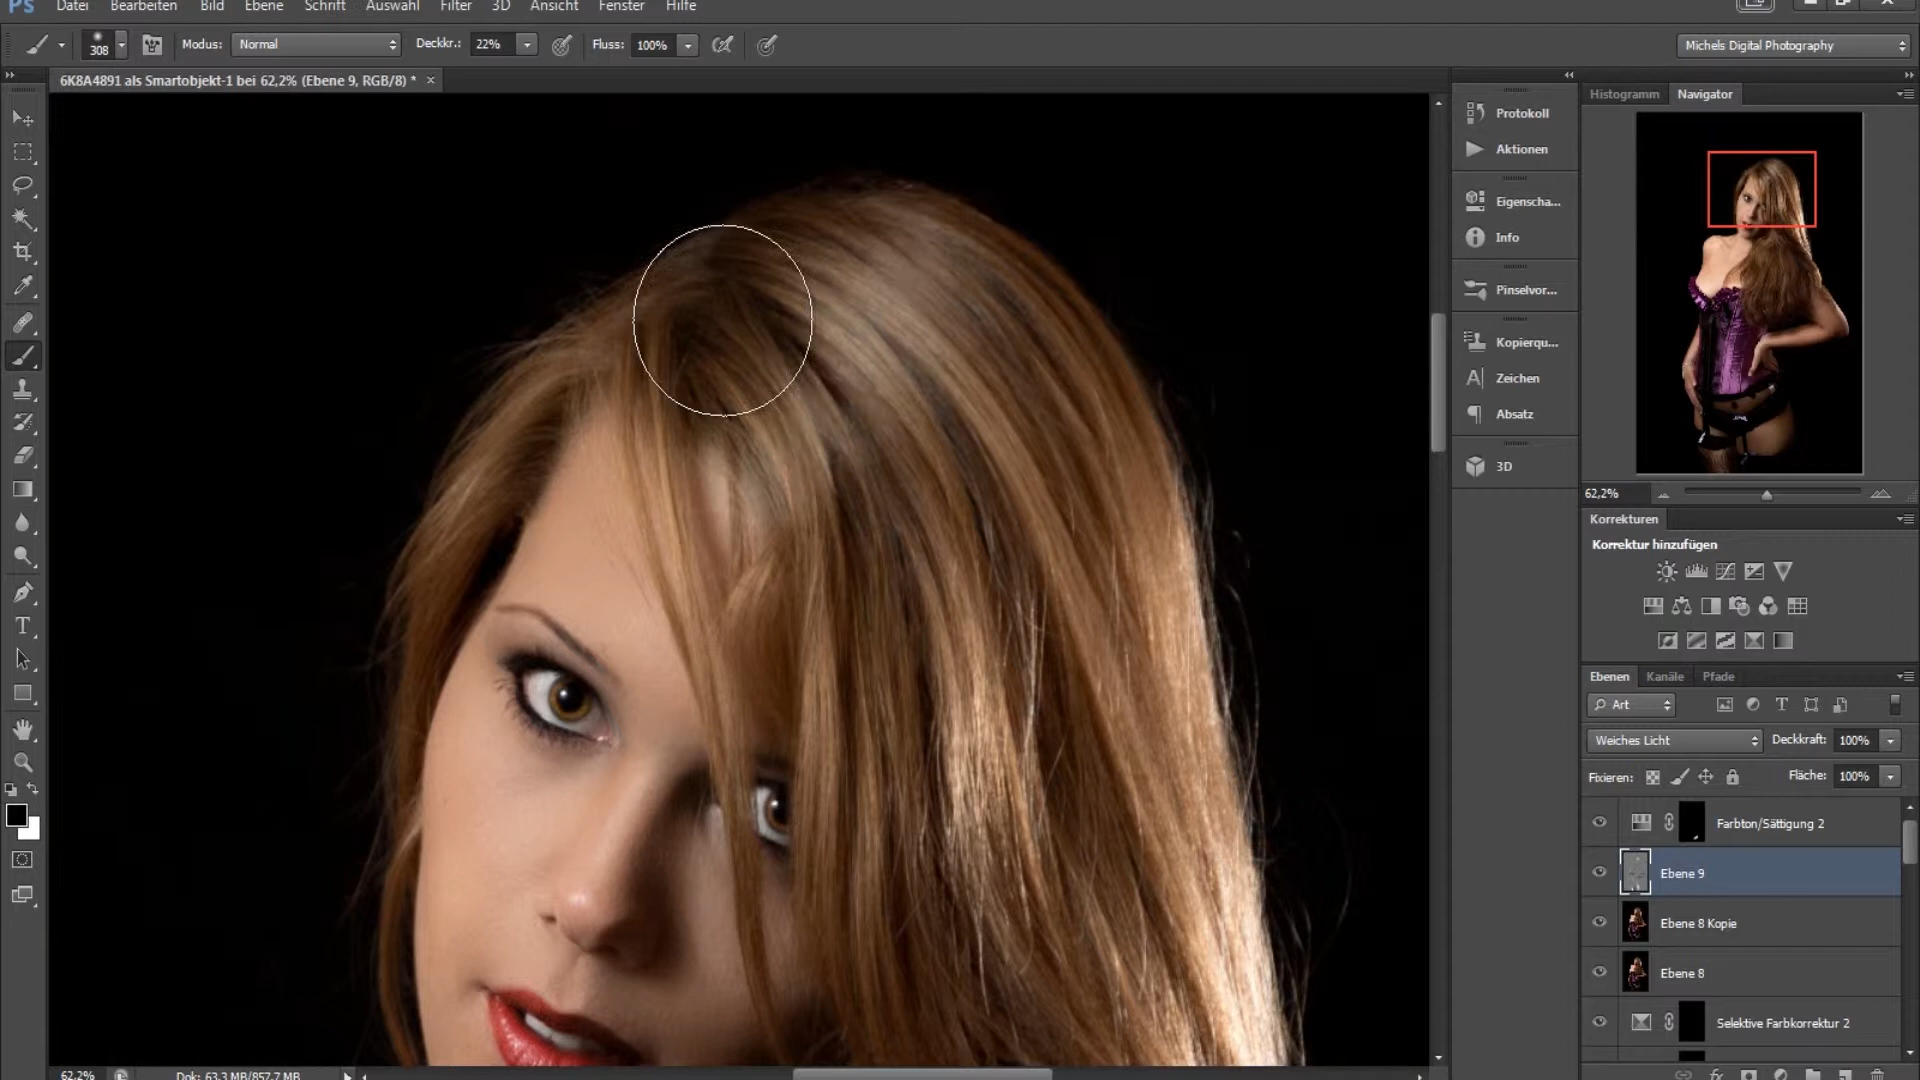 Ps Datei Bearbeiten Bild Ebene Schrift Auswahl Filter 3D Ansicht Fenster Hilfe
308 Modus: Normal Deckkr.: 22% Fluss: 100% Michels Digital Photography
6K8A4891 als Smartobjekt-1 bei 62,2% (Ebene 9, RGB/8) *
Protokoll
Aktionen
Eigenscha...
Info
Pinselvor...
Kopierqu...
Zeichen
Absatz
3D
Histogramm Navigator
62,2%
Korrekturen
Korrektur hinzufügen
Ebenen Kanäle Pfade
Art
Weiches Licht Deckkraft: 100%
Fixieren: Fläche: 100%
Farbton/Sättigung 2
Ebene 9
Ebene 8 Kopie
Ebene 8
Selektive Farbkorrektur 2
62,2% Dok: 63,3 MB/857,7 MB